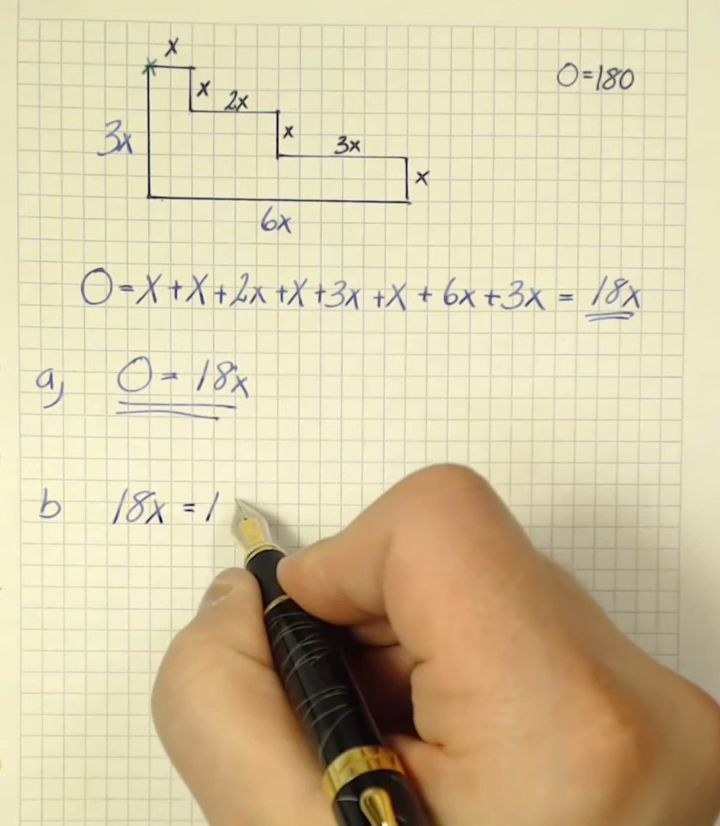 x
O=180
x
2x
x
3x
3x
x
6x
O=x+x+2x+x+3x+x+6x+3x = 18x
a) O = 18x
b 18x = 1